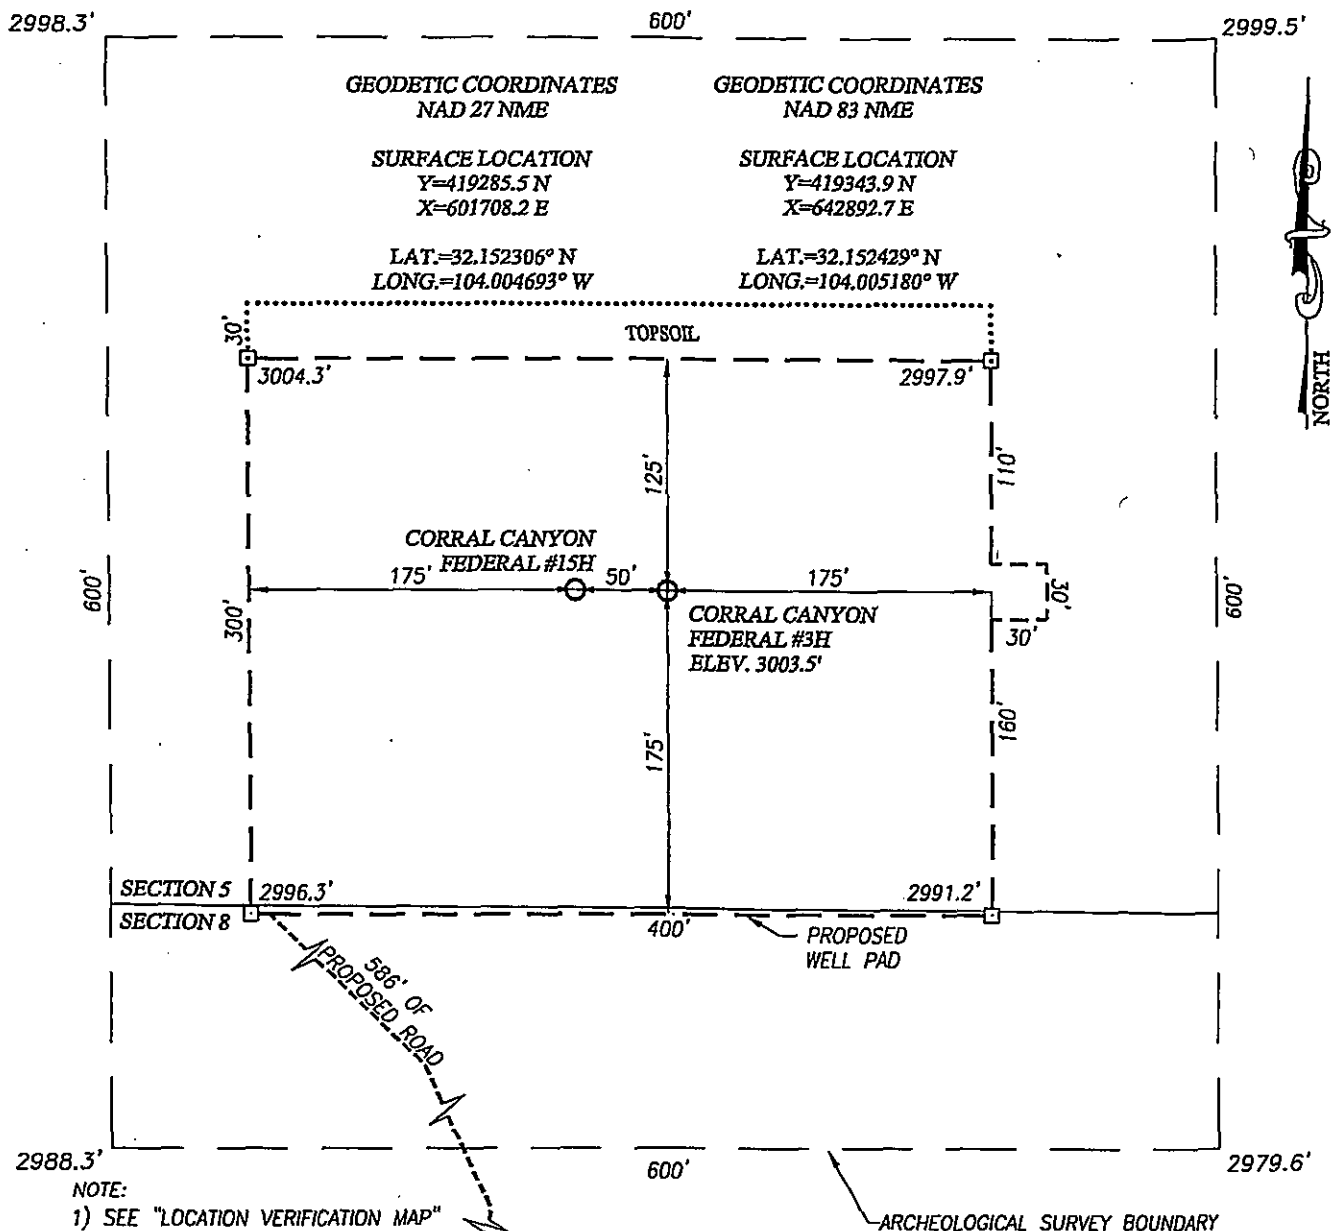 2998.3'
600'
2999.5'
GEODETIC COORDINATES
NAD 27 NME
SURFACE LOCATION
Y=419285.5 N
X=601708.2 E
LAT.=32.152306° N
LONG.=104.004693° W
GEODETIC COORDINATES
NAD 83 NME
SURFACE LOCATION
Y=419343.9 N
X=642892.7 E
LAT.=32.152429° N
LONG.=104.005180° W
NORTH
30'
TOPSOIL
3004.3'
2997.9'
125'
110'
CORRAL CANYON
FEDERAL #15H
175'
50'
175'
30'
600'
300'
600'
CORRAL CANYON
FEDERAL #3H
ELEV. 3003.5'
30'
175'
160'
SECTION 5
2996.3'
2991.2'
SECTION 8
400'
PROPOSED
WELL PAD
586' OF
PROPOSED ROAD
2988.3'
600'
2979.6'
NOTE:
1) SEE "LOCATION VERIFICATION MAP"
ARCHEOLOGICAL SURVEY BOUNDARY